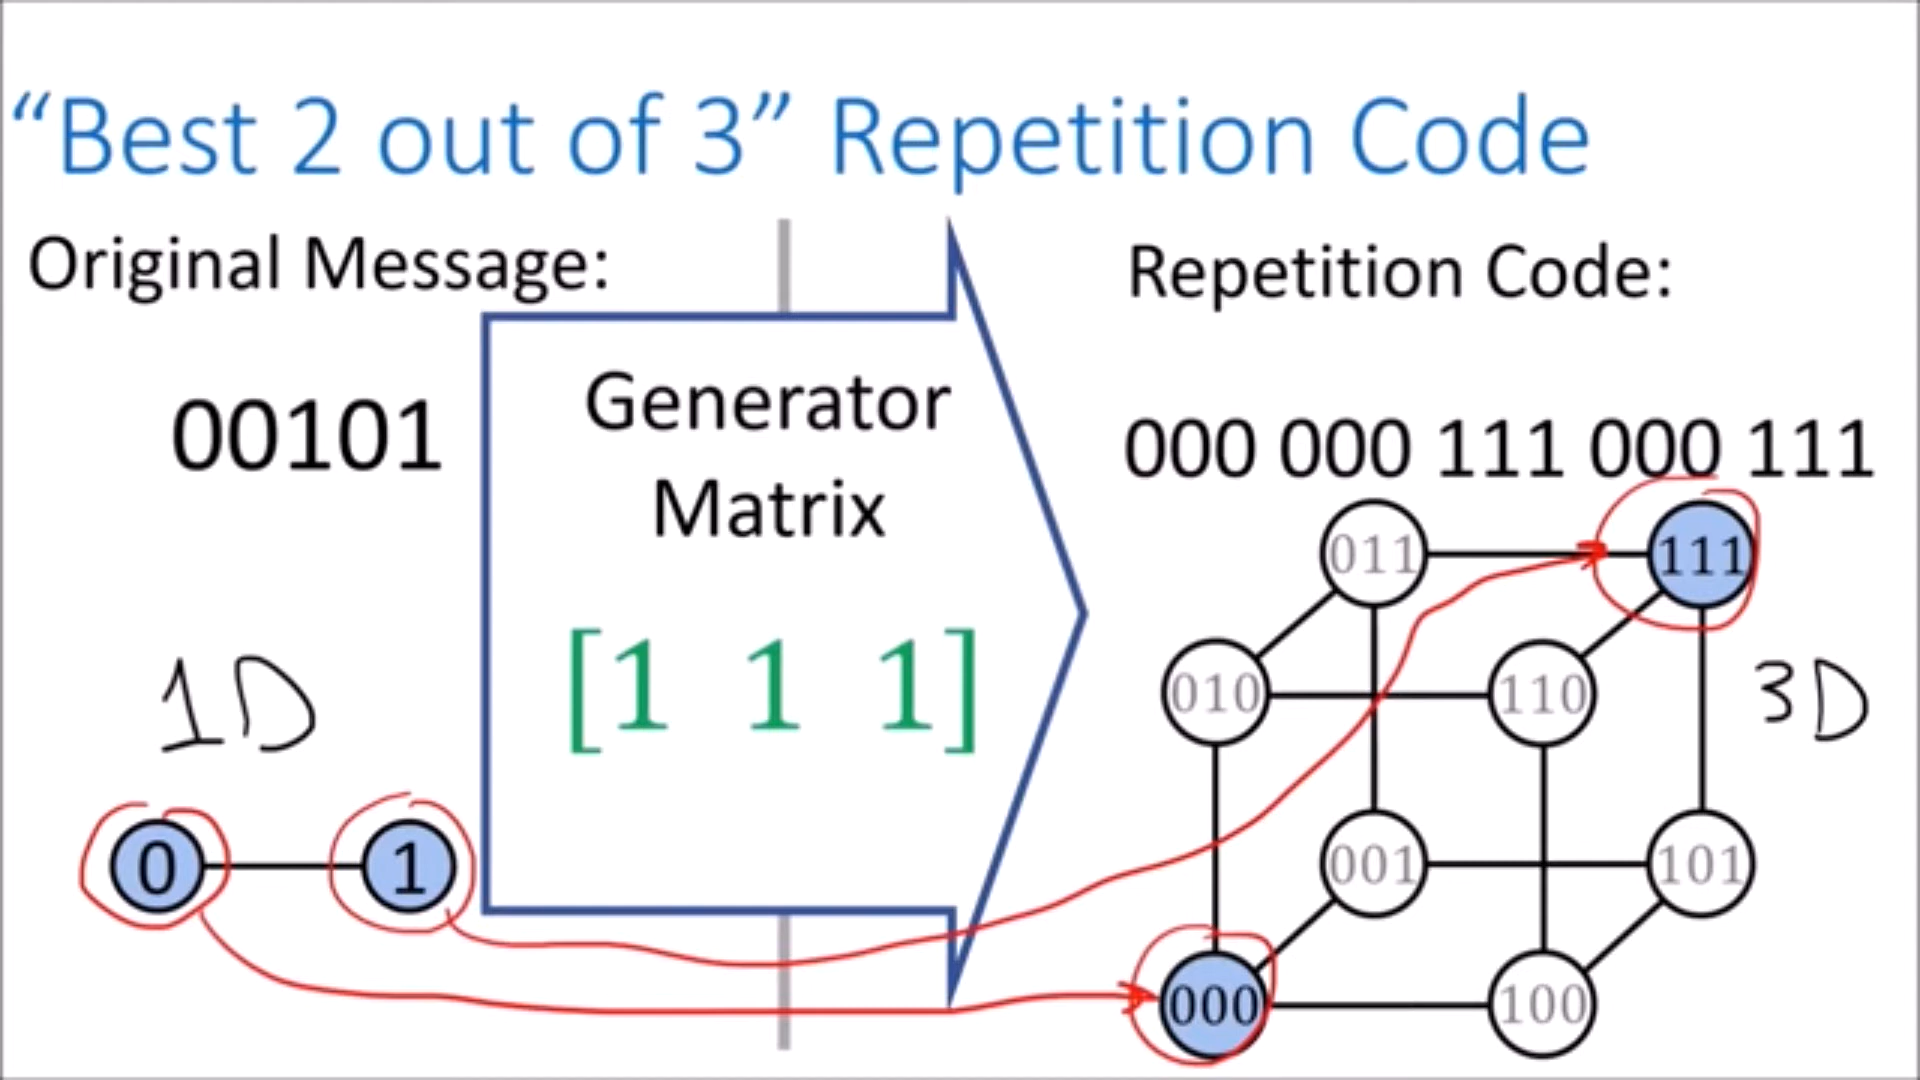 “Best 2 out of 3” Repetition Code
Original Message:
Repetition Code:
00101
Generator
Matrix
[1 1 1]
000 000 111 000 111
1D
0
1
011
111
010
110
3D
001
101
000
100